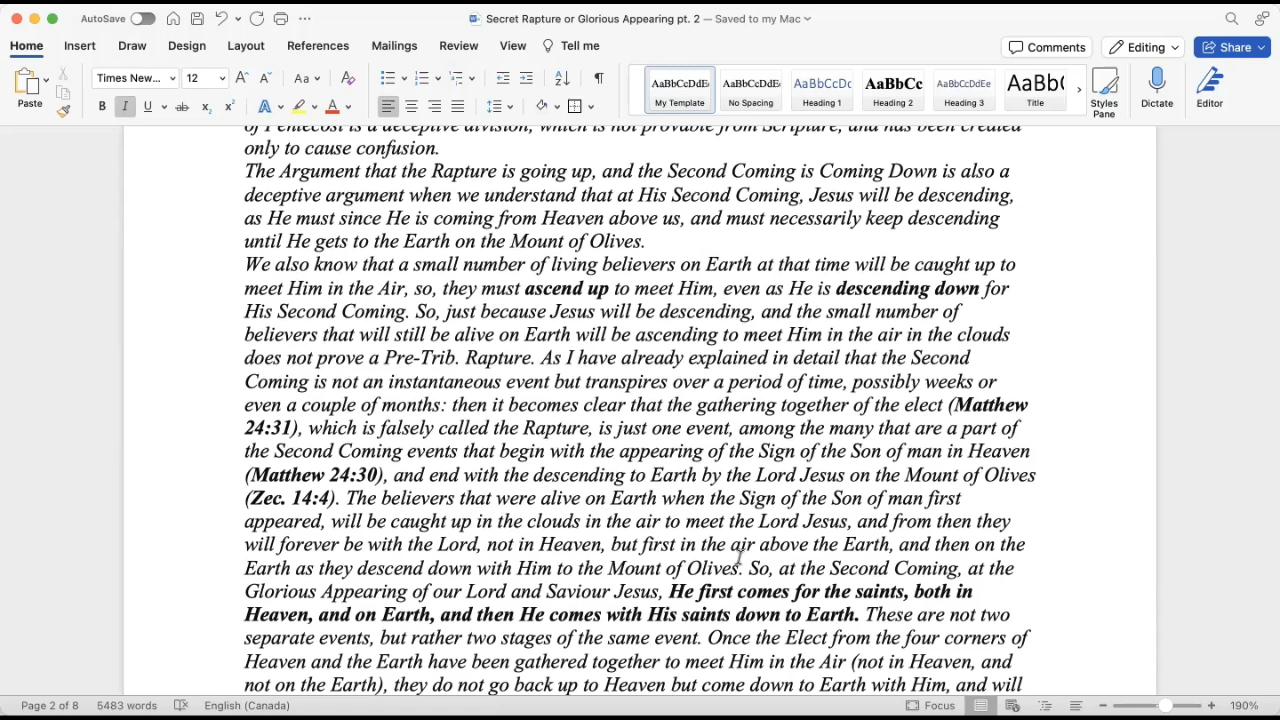 AutoSave
Secret Rapture or Glorious Appearing pt. 2 — Saved to my Mac
Home Insert Draw Design Layout References Mailings Review View Tell me
Comments Editing Share
Paste
Times New... 12
AaBbCcDdEe AaBbCcDdEe AaBbCcDc AaBbCc AaBbCcDdEe AaBb(
My Template No Spacing Heading 1 Heading 2 Heading 3 Title
Styles Pane
Dictate
Editor
of Pentecost is a deceptive division, which is not provable from Scripture, and has been created
only to cause confusion.
The Argument that the Rapture is going up, and the Second Coming is Coming Down is also a
deceptive argument when we understand that at His Second Coming, Jesus will be descending,
as He must since He is coming from Heaven above us, and must necessarily keep descending
until He gets to the Earth on the Mount of Olives.
We also know that a small number of living believers on Earth at that time will be caught up to
meet Him in the Air, so, they must ascend up to meet Him, even as He is descending down for
His Second Coming. So, just because Jesus will be descending, and the small number of
believers that will still be alive on Earth will be ascending to meet Him in the air in the clouds
does not prove a Pre-Trib. Rapture. As I have already explained in detail that the Second
Coming is not an instantaneous event but transpires over a period of time, possibly weeks or
even a couple of months: then it becomes clear that the gathering together of the elect (Matthew
24:31), which is falsely called the Rapture, is just one event, among the many that are a part of
the Second Coming events that begin with the appearing of the Sign of the Son of man in Heaven
(Matthew 24:30), and end with the descending to Earth by the Lord Jesus on the Mount of Olives
(Zec. 14:4). The believers that were alive on Earth when the Sign of the Son of man first
appeared, will be caught up in the clouds in the air to meet the Lord Jesus, and from then they
will forever be with the Lord, not in Heaven, but first in the air above the Earth, and then on the
Earth as they descend down with Him to the Mount of Olives. So, at the Second Coming, at the
Glorious Appearing of our Lord and Saviour Jesus, He first comes for the saints, both in
Heaven, and on Earth, and then He comes with His saints down to Earth. These are not two
separate events, but rather two stages of the same event. Once the Elect from the four corners of
Heaven and the Earth have been gathered together to meet Him in the Air (not in Heaven, and
not on the Earth), they do not go back up to Heaven but come down to Earth with Him, and will
Page 2 of 8 5483 words English (Canada) Focus 190%